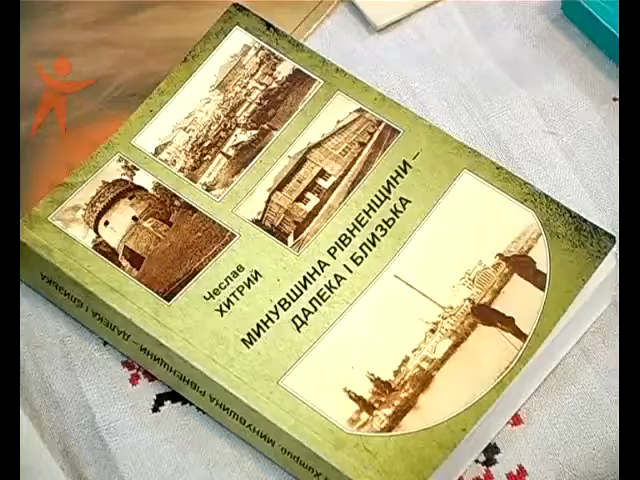 Чеслав
ХИТРИЙ
МИНУВШИНА РІВНЕНЩИНИ –
ДАЛЕКА І БЛИЗЬКА
Хитрий. МИНУВШИНА РІВНЕНЩИНИ – ДАЛЕКА І БЛИЗЬКА